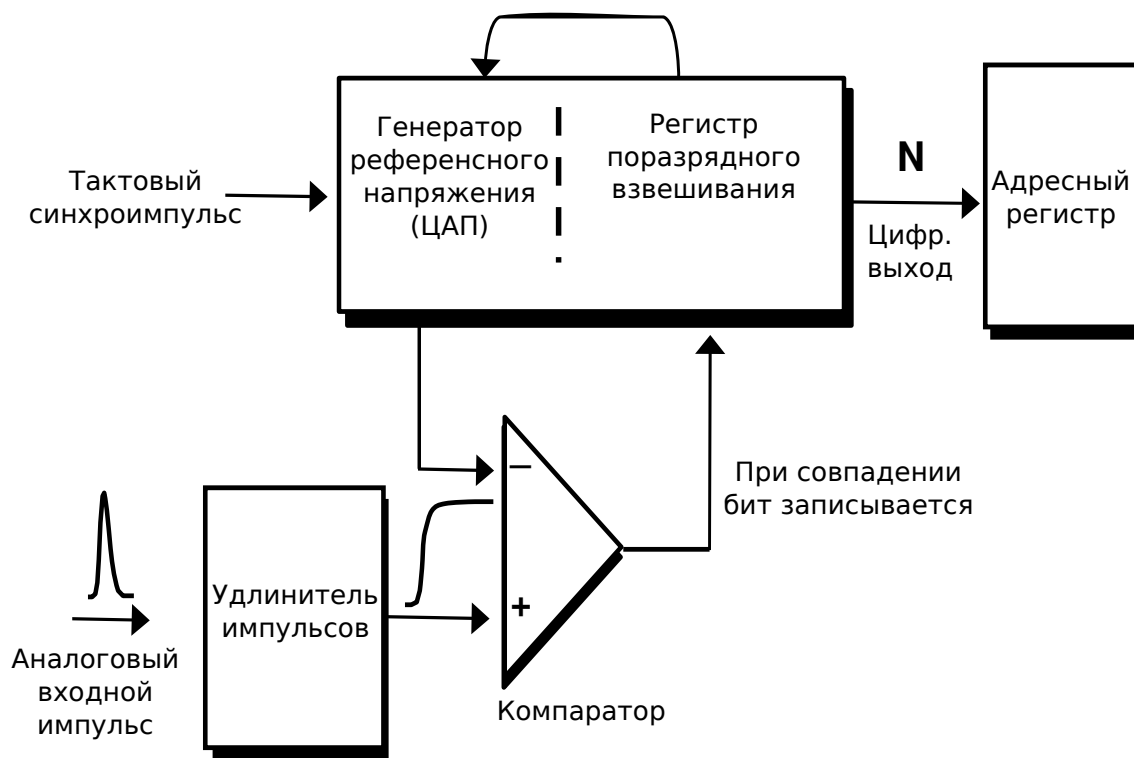 Генератор
референсного
напряжения
(ЦАП)
Регистр
поразрядного
взвешивания
Тактовый
синхроимпульс
N
Цифр.
выход
Адресный
регистр
–
+
При совпадении
бит записывается
Удлинитель
импульсов
Аналоговый
входной
импульс
Компаратор